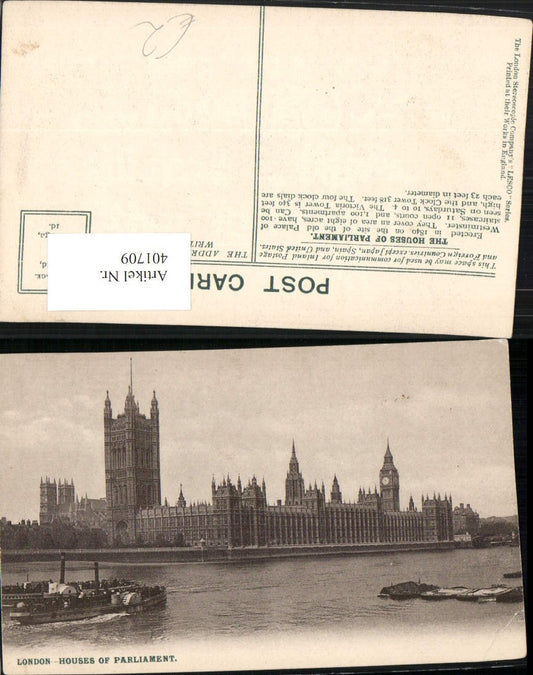 POST CARD
This space may be used for communication for Inland Postage
and Foreign Countries except Japan, Spain, and United States.
THE HOUSES OF PARLIAMENT.
Erected in 1840 on the site of the old Palace of
Westminster. They cover an area of eight acres, have 100
staircases, 11 open courts, and 1,100 apartments. Can be
seen on Saturdays 10 to 4. The Victoria Tower is 340 feet
high, and the Clock Tower 318 feet. The four clock dials are
each 23 feet in diameter.
THE ADDRE
WRIT
The London Stereoscopic Company's "LESCO" Series.
Printed at their Works in England.
Artikel Nr.
401709
LONDON HOUSES OF PARLIAMENT.